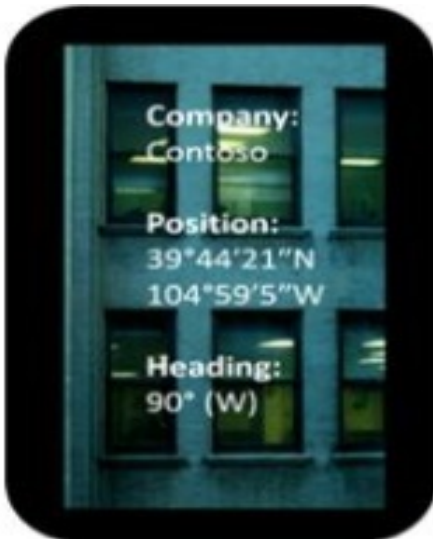 Company:
Contoso
Position:
39°44'21"N
104°59'5"W
Heading:
90° (W)